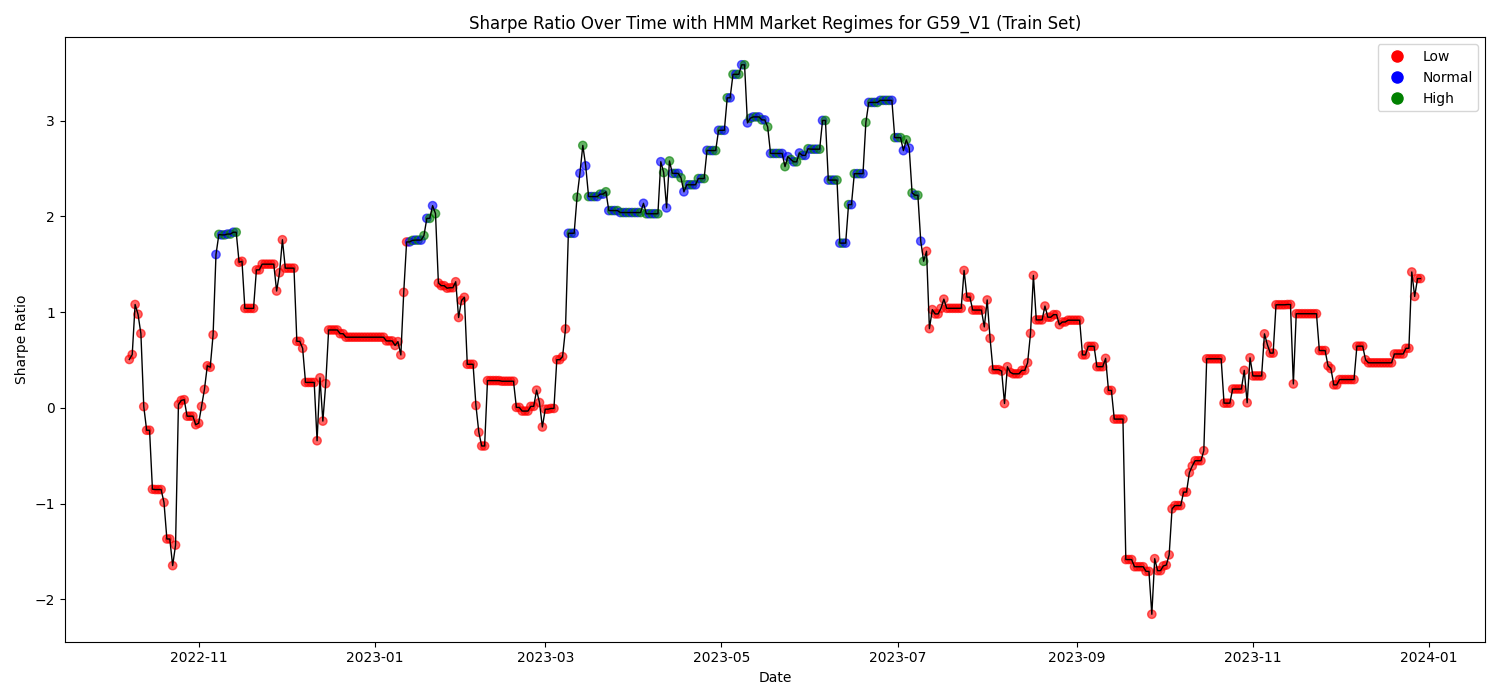 Sharpe Ratio Over Time with HMM Market Regimes for G59_V1 (Train Set)
Low
Normal
High
Sharpe Ratio
3
2
1
0
−1
−2
2022-11
2023-01
2023-03
2023-05
2023-07
2023-09
2023-11
2024-01
Date